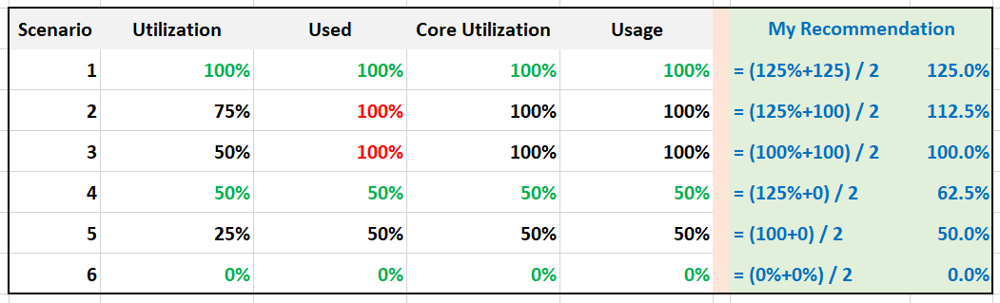 Scenario Utilization Used Core Utilization Usage My Recommendation
1 100% 100% 100% 100% = (125%+125) / 2 125.0%
2 75% 100% 100% 100% = (125%+100) / 2 112.5%
3 50% 100% 100% 100% = (100%+100) / 2 100.0%
4 50% 50% 50% 50% = (125%+0) / 2 62.5%
5 25% 50% 50% 50% = (100+0) / 2 50.0%
6 0% 0% 0% 0% = (0%+0%) / 2 0.0%